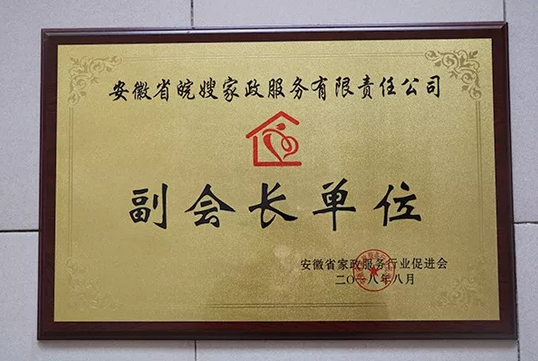 安徽省皖嫂家政服务有限责任公司
副会长单位
安徽省家政服务行业促进会
二〇一八年八月